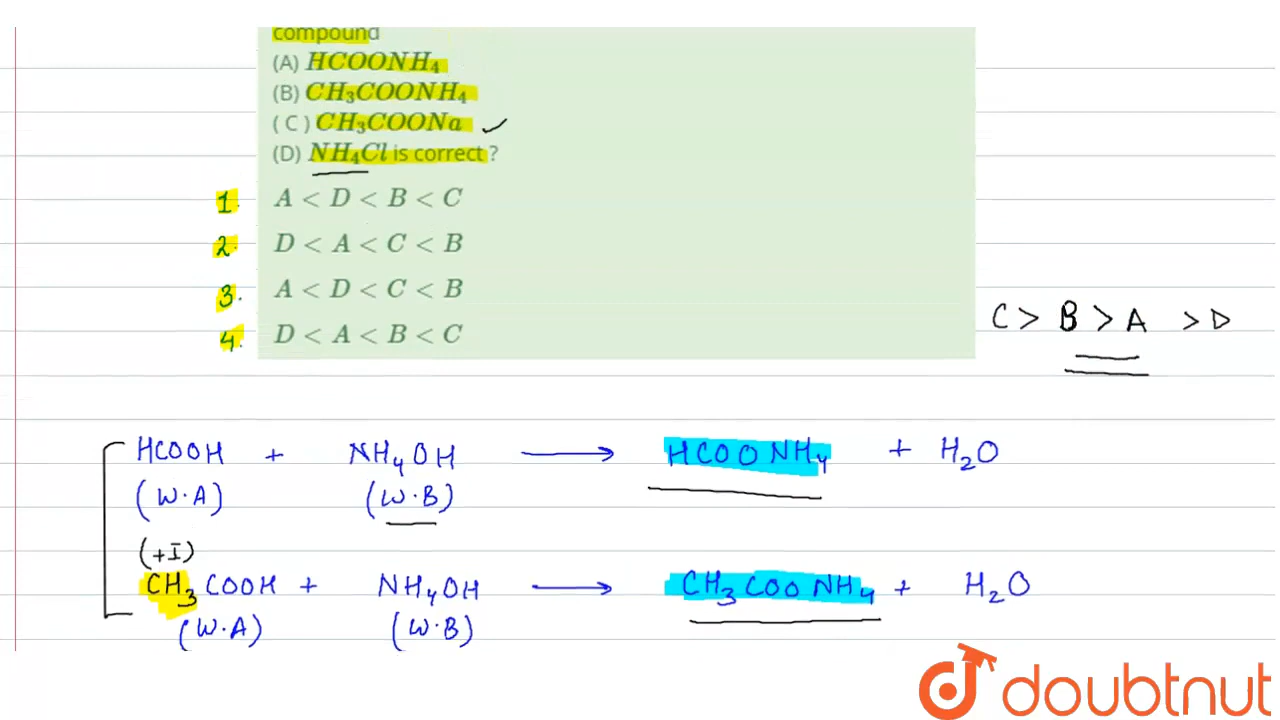 compound
(A) HCOONH₄
(B) CH₃COONH₄
( C ) CH₃COONa ✓
(D) NH₄Cl is correct ?
1. A < D < B < C
2. D < A < C < B
3. A < D < C < B
4. D < A < B < C
C > B > A > D
HCOOH + NH₄OH → HCOONH₄ + H₂O
(W.A) (W.B)
(+I)
CH₃COOH + NH₄OH → CH₃COONH₄ + H₂O
(W.A) (W.B)
doubtnut